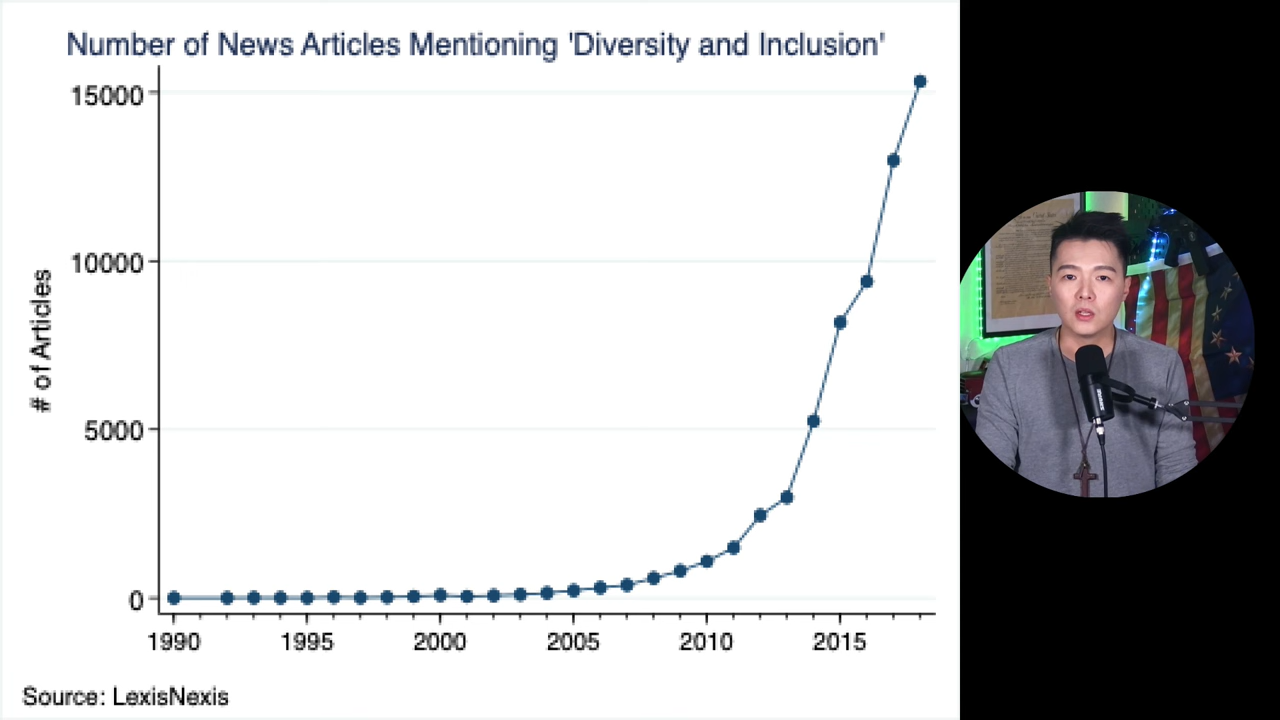 Number of News Articles Mentioning 'Diversity and Inclusion'
# of Articles
15000
10000
5000
0
1990 1995 2000 2005 2010 2015
Source: LexisNexis